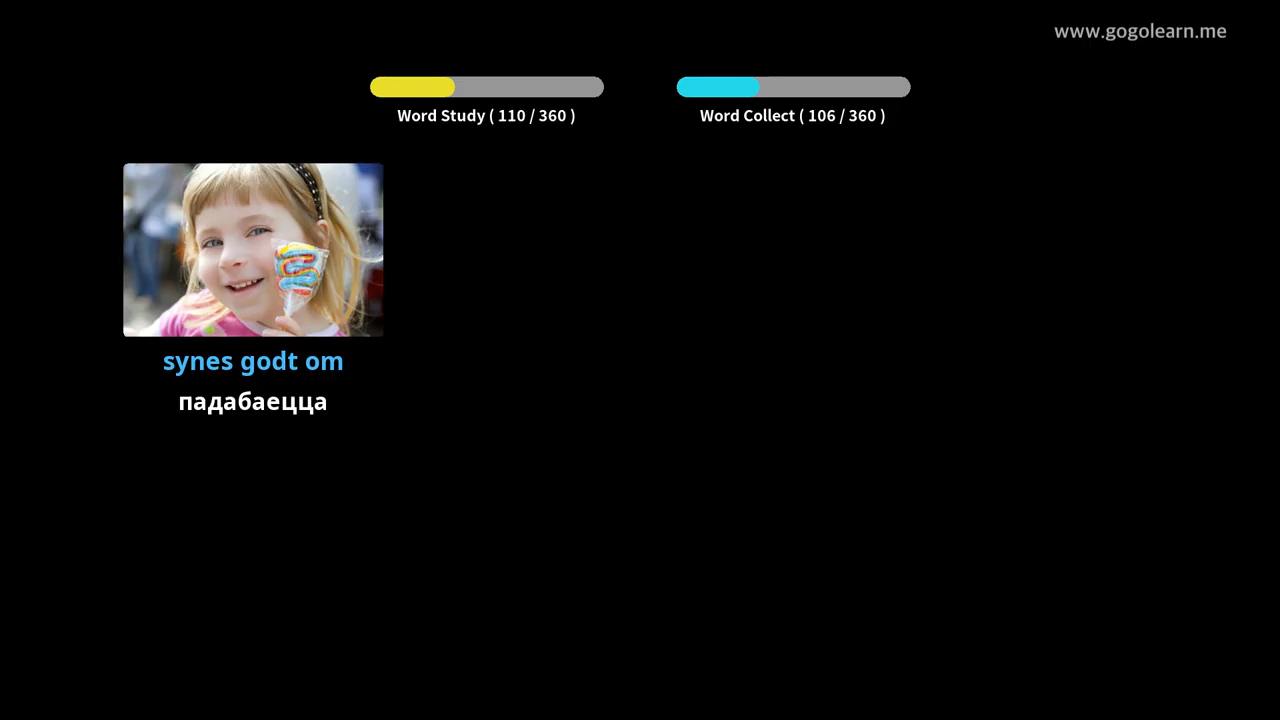 www.gogolearn.me
Word Study ( 110 / 360 )
Word Collect ( 106 / 360 )
synes godt om
падабаецца